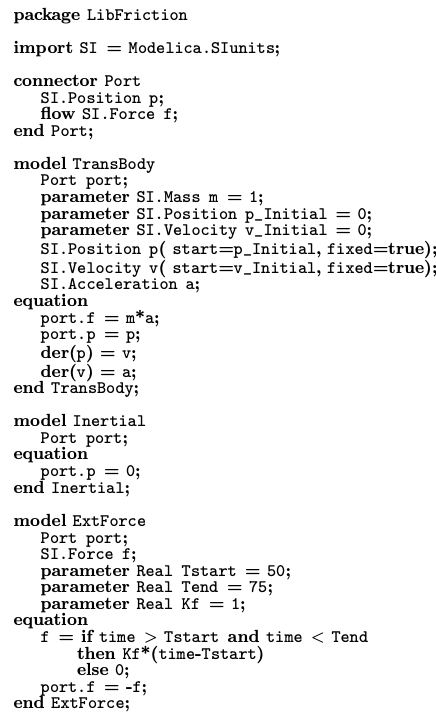 package LibFriction
import SI = Modelica.SIunits;
connector Port
SI.Position p;
flow SI.Force f;
end Port;
model TransBody
Port port;
parameter SI.Mass m = 1;
parameter SI.Position p_Initial = 0;
parameter SI.Velocity v_Initial = 0;
SI.Position p( start=p_Initial, fixed=true);
SI.Velocity v( start=v_Initial, fixed=true);
SI.Acceleration a;
equation
port.f = m*a;
port.p = p;
der(p) = v;
der(v) = a;
end TransBody;
model Inertial
Port port;
equation
port.p = 0;
end Inertial;
model ExtForce
Port port;
SI.Force f;
parameter Real Tstart = 50;
parameter Real Tend = 75;
parameter Real Kf = 1;
equation
f = if time > Tstart and time < Tend
then Kf*(time-Tstart)
else 0;
port.f = -f;
end ExtForce;